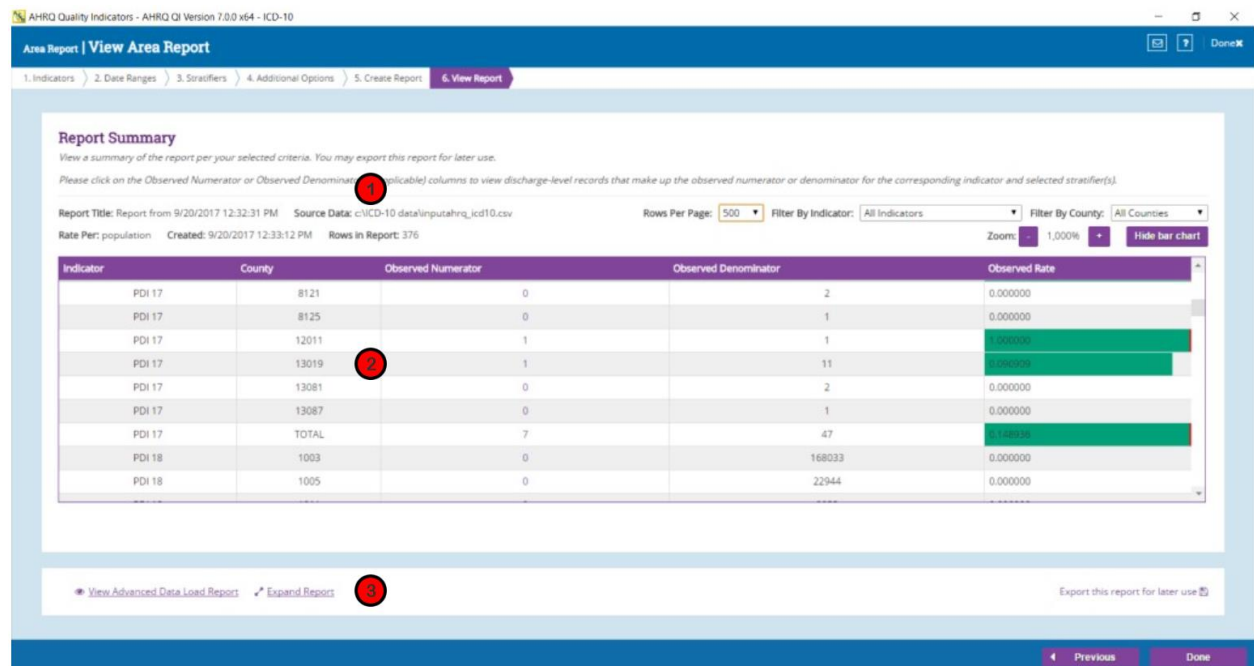 AHRQ Quality Indicators - AHRQ QI Version 7.0.0 x64 - ICD-10
Area Report | View Area Report
? Done✖
1. Indicators 2. Date Ranges 3. Stratifiers 4. Additional Options 5. Create Report 6. View Report
Report Summary
View a summary of the report per your selected criteria. You may export this report for later use.
Please click on the Observed Numerator or Observed Denominat 1 plicable) columns to view discharge-level records that make up the observed numerator or denominator for the corresponding indicator and selected stratifier(s).
Report Title: Report from 9/20/2017 12:32:31 PM Source Data: c:\ICD-10 data\inputahrq_icd10.csv Rows Per Page: 500 Filter By Indicator: All Indicators Filter By County: All Counties
Rate Per: population Created: 9/20/2017 12:33:12 PM Rows in Report: 376 Zoom: - 1,000% + Hide bar chart
Indicator County Observed Numerator Observed Denominator Observed Rate
PDI 17 8121 0 2 0.000000
PDI 17 8125 0 1 0.000000
PDI 17 12011 1 1 1.000000
PDI 17 13019 2 1 11 0.090909
PDI 17 13081 0 2 0.000000
PDI 17 13087 0 1 0.000000
PDI 17 TOTAL 7 47 0.148936
PDI 18 1003 0 168033 0.000000
PDI 18 1005 0 22944 0.000000
View Advanced Data Load Report Expand Report 3 Export this report for later use
Previous Done